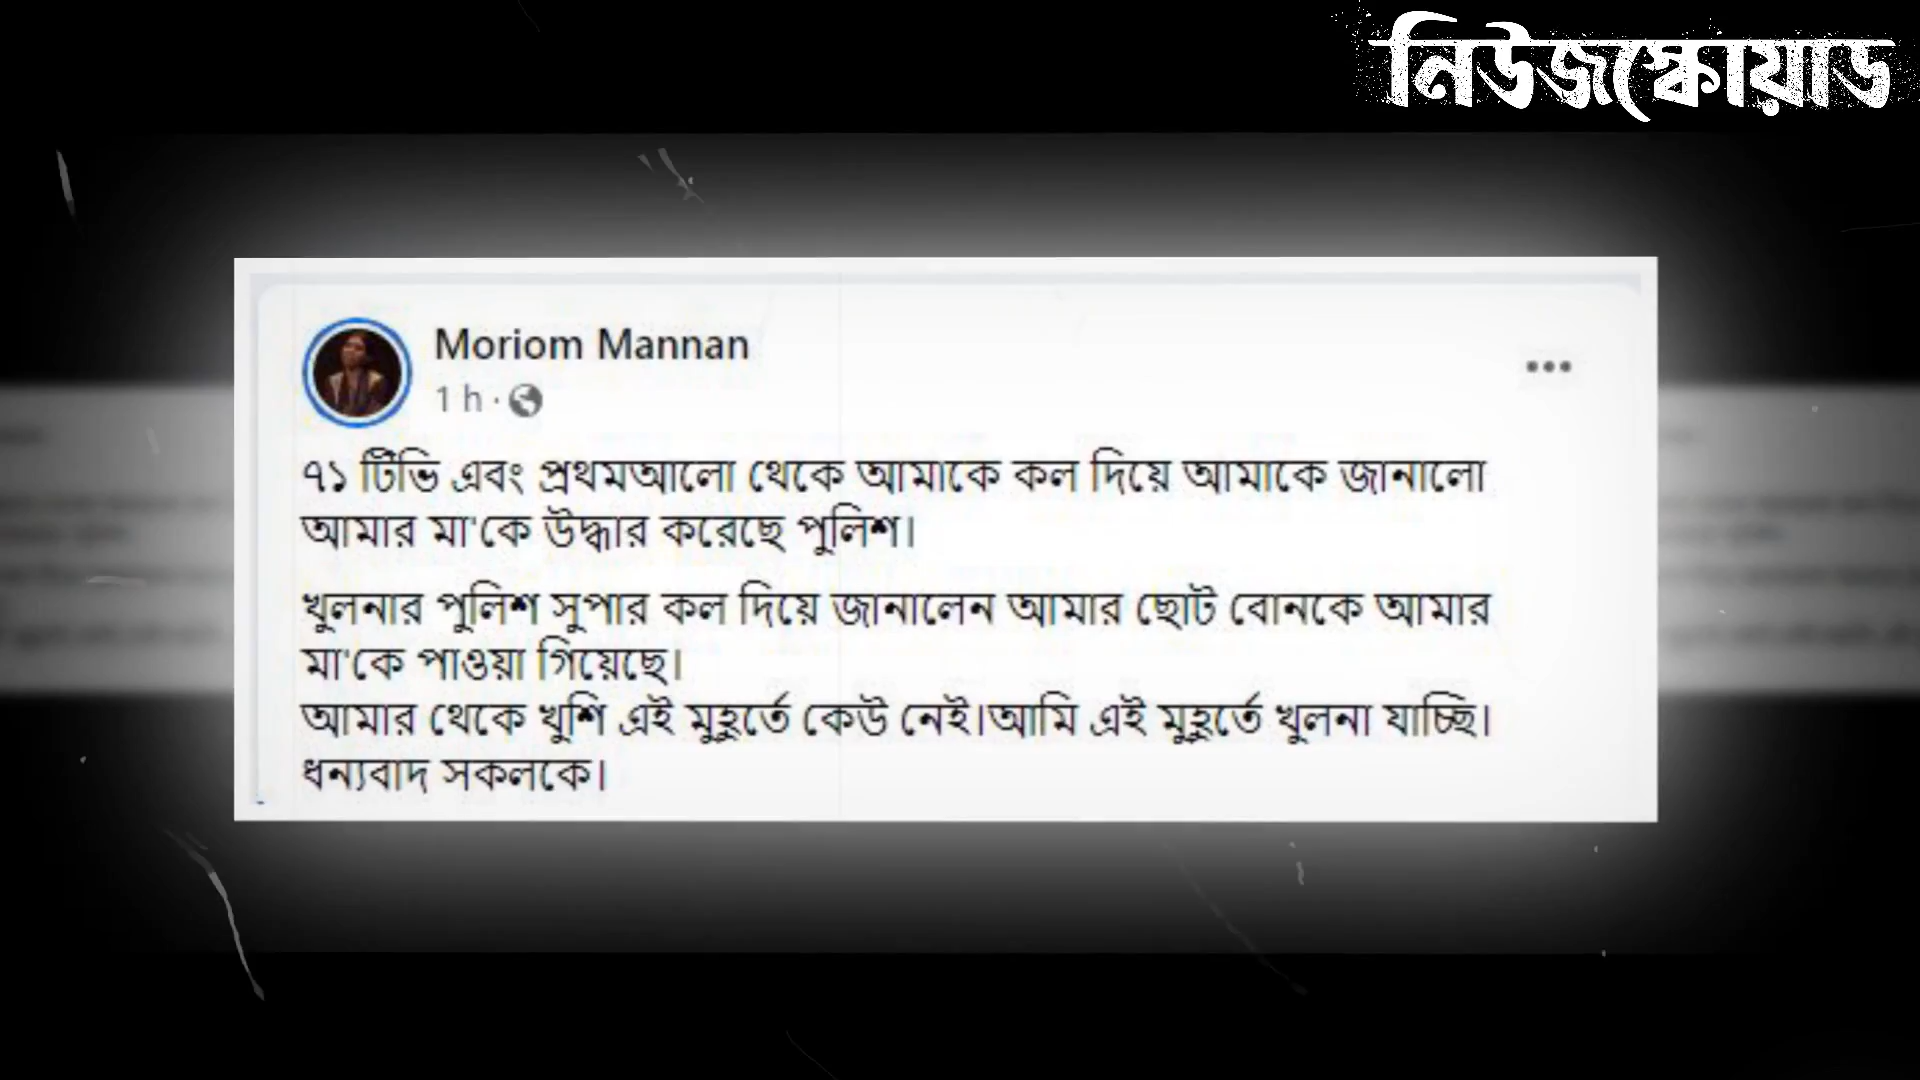 নিউজস্কোয়াড
Moriom Mannan
1 h ·
৭১ টিভি এবং প্রথমআলো থেকে আমাকে কল দিয়ে আমাকে জানালো
আমার মা'কে উদ্ধার করেছে পুলিশ।
খুলনার পুলিশ সুপার কল দিয়ে জানালেন আমার ছোট বোনকে আমার
মা'কে পাওয়া গিয়েছে।
আমার থেকে খুশি এই মুহূর্তে কেউ নেই।আমি এই মুহূর্তে খুলনা যাচ্ছি।
ধন্যবাদ সকলকে।